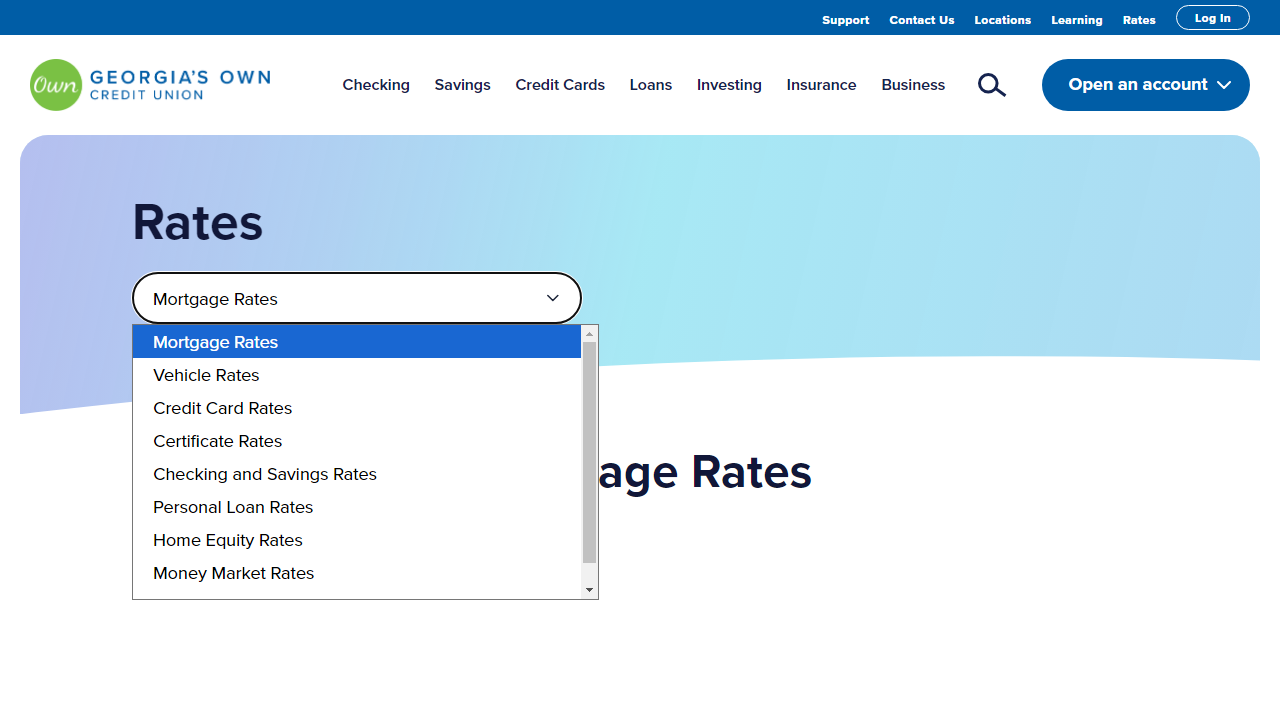 Support Contact Us Locations Learning Rates Log In
Own GEORGIA'S OWN
CREDIT UNION
Checking Savings Credit Cards Loans Investing Insurance Business
Open an account
Rates
Mortgage Rates
Mortgage Rates
Vehicle Rates
Credit Card Rates
Certificate Rates
Checking and Savings Rates
age Rates
Personal Loan Rates
Home Equity Rates
Money Market Rates